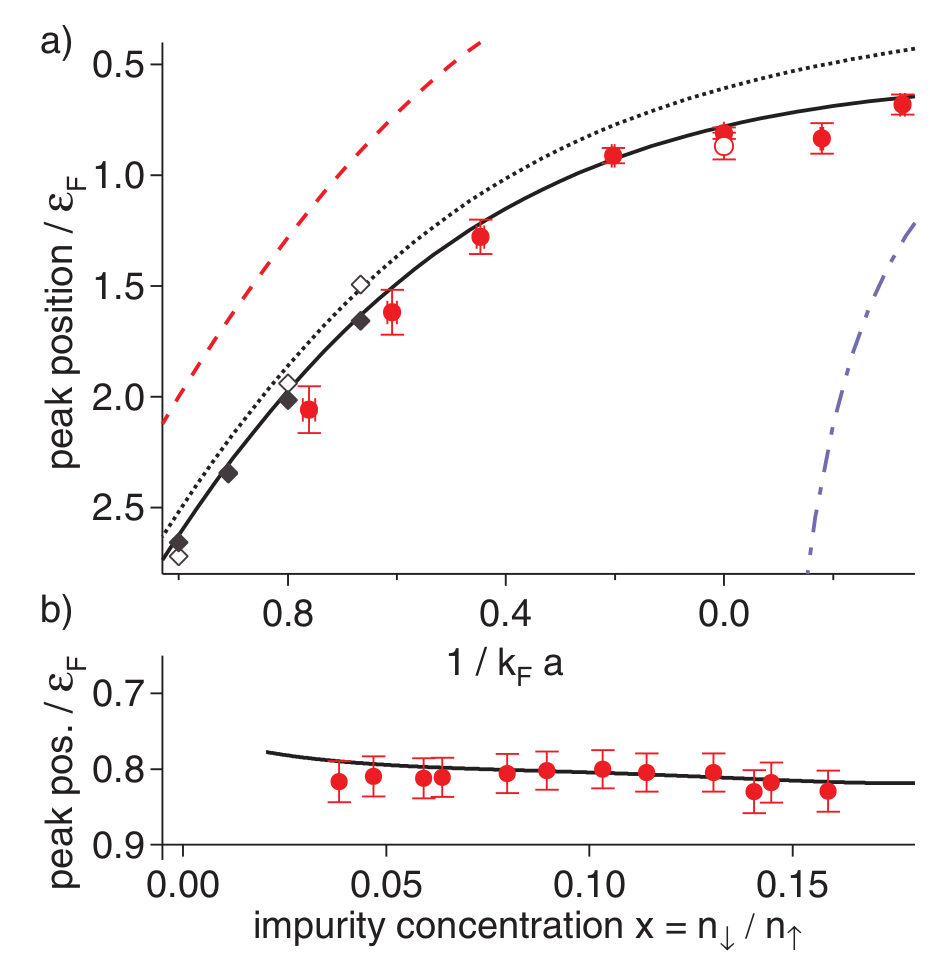 a)
0.5
1.0
1.5
2.0
2.5
peak position / εF
0.8
0.4
0.0
1 / kF a
b)
0.7
0.8
0.9
peak pos. / εF
0.00
0.05
0.10
0.15
impurity concentration x = n↓ / n↑